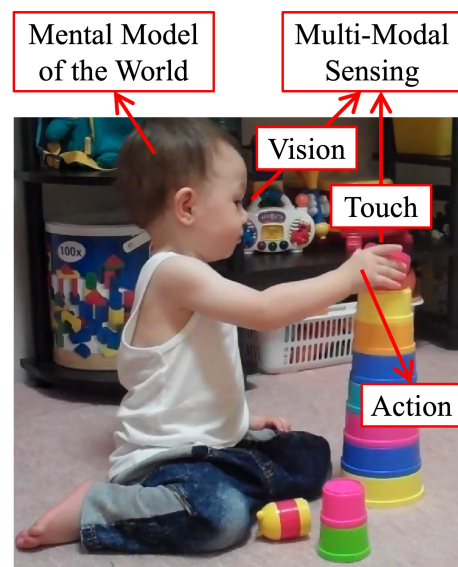 Mental Model
of the World
Multi-Modal
Sensing
Vision
Touch
100x
Action